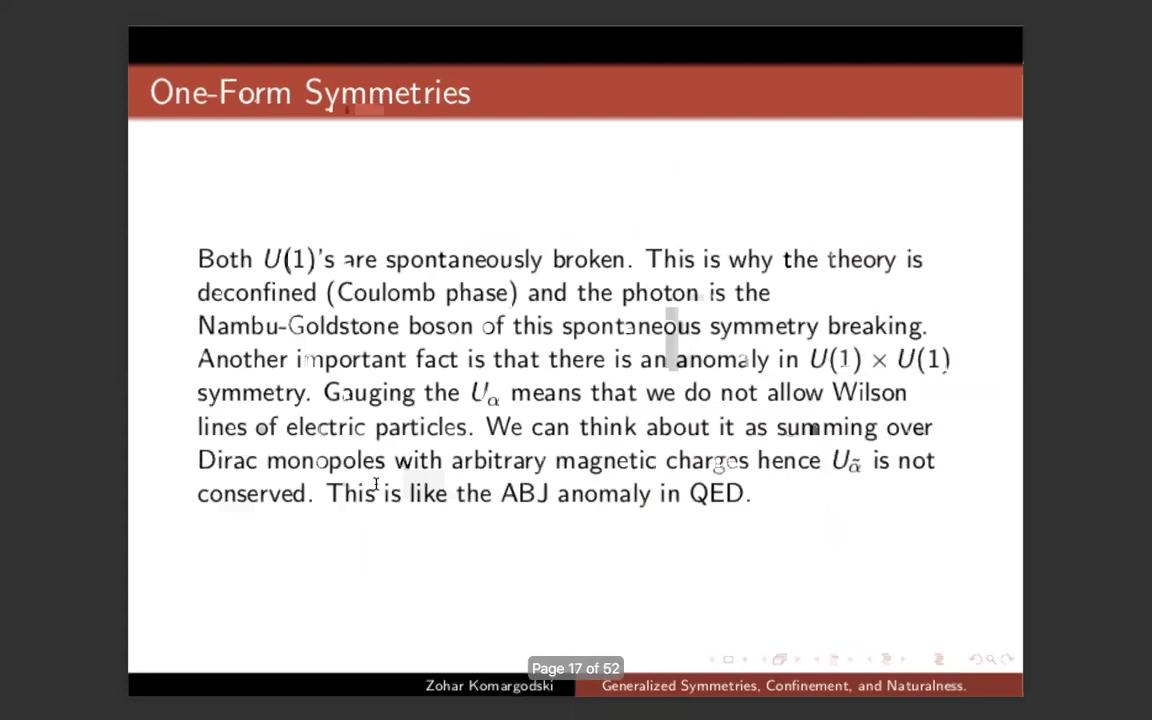 One-Form Symmetries
Both U(1)'s are spontaneously broken. This is why the theory is
deconfined (Coulomb phase) and the photon is the
Nambu-Goldstone boson of this spontaneous symmetry breaking.
Another important fact is that there is an anomaly in U(1) × U(1)
symmetry. Gauging the U_α means that we do not allow Wilson
lines of electric particles. We can think about it as summing over
Dirac monopoles with arbitrary magnetic charges hence U_α̃ is not
conserved. This is like the ABJ anomaly in QED.
Page 17 of 52
Zohar Komargodski
Generalized Symmetries, Confinement, and Naturalness.